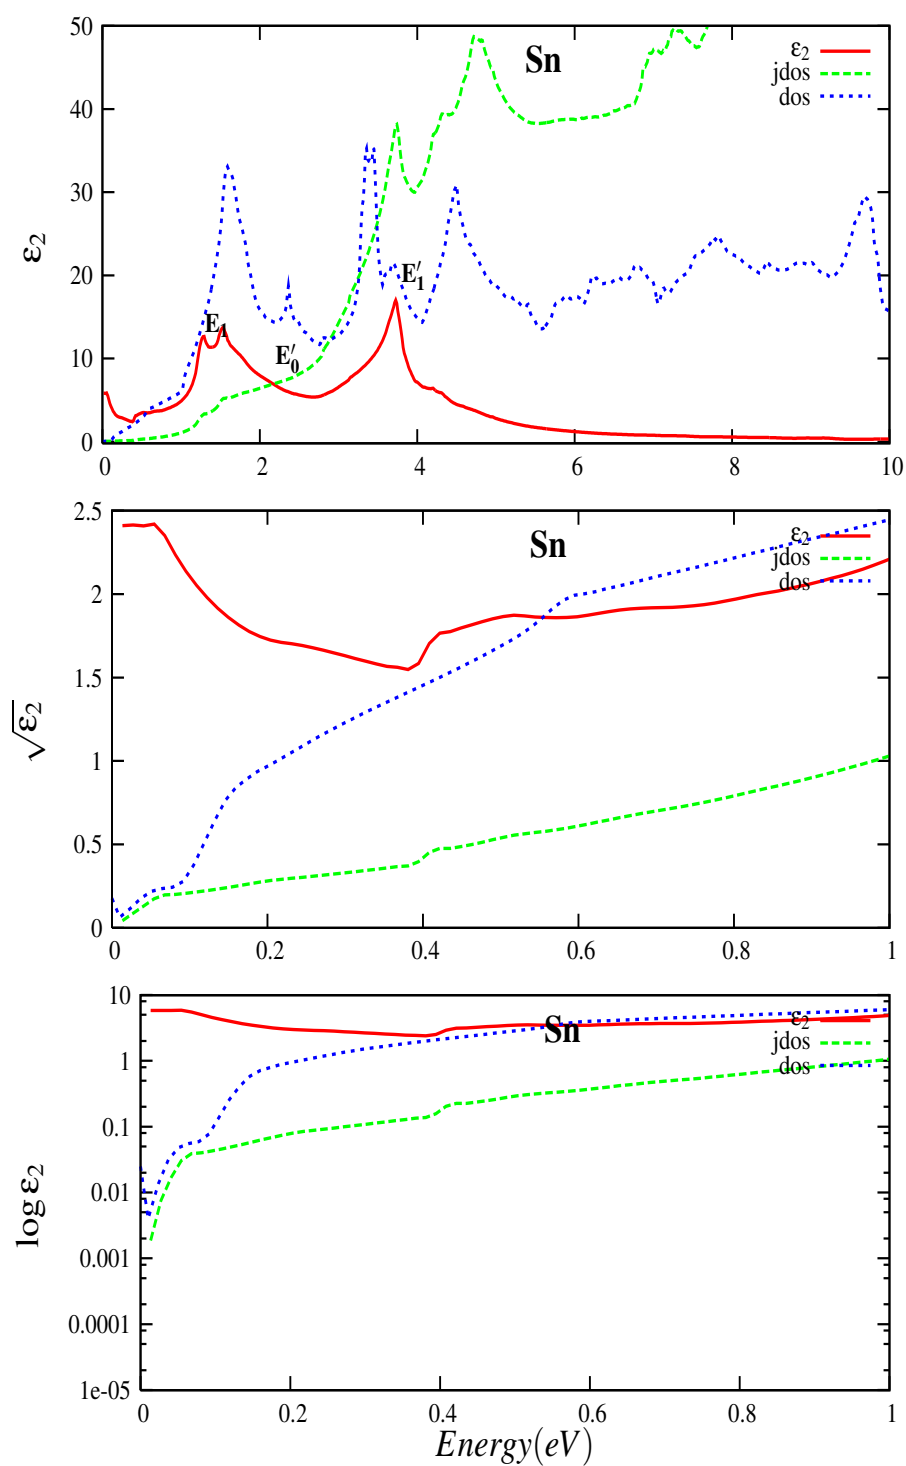 50
40
30
20
10
0
ε₂
Sn
ε₂
jdos
dos
E₁
E′₀
E′₁
0 2 4 6 8 10
2.5
2
1.5
1
0.5
0
√ε₂
Sn
ε₂
jdos
dos
0 0.2 0.4 0.6 0.8 1
10
1
0.1
0.01
0.001
0.0001
1e-05
log ε₂
Sn
ε₂
jdos
dos
0 0.2 0.4 0.6 0.8 1
Energy(eV)